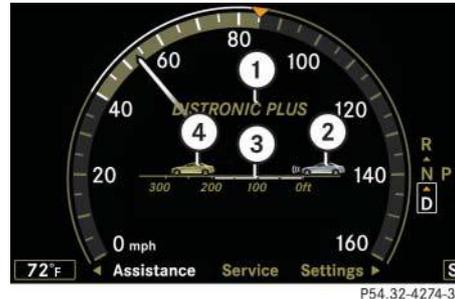 80
60
100
1
40
DISTRONIC PLUS
120
4
3
2
R
20
140
N P
300 200 100 0ft
D
0 mph
160
72°F
Assistance Service Settings
S
P54.32-4274-3